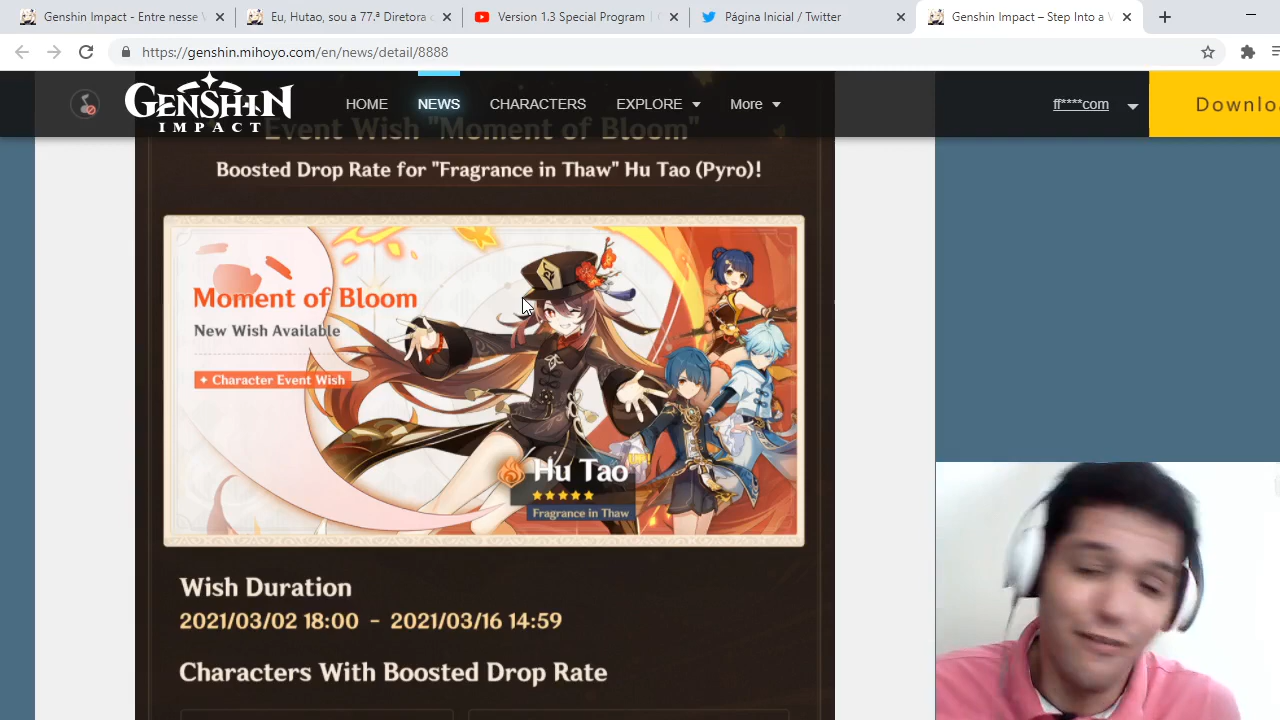 Genshin Impact - Entre nesse
Eu, Hutao, sou a 77.ª Diretora
Version 1.3 Special Program
Página Inicial / Twitter
Genshin Impact – Step Into a
https://genshin.mihoyo.com/en/news/detail/8888
GENSHIN
IMPACT
HOME
NEWS
CHARACTERS
EXPLORE
More
ff****com
Downlo
Event Wish "Moment of Bloom"
Boosted Drop Rate for "Fragrance in Thaw" Hu Tao (Pyro)!
Moment of Bloom
New Wish Available
Character Event Wish
Hu Tao
UP!
Fragrance in Thaw
Wish Duration
2021/03/02 18:00 - 2021/03/16 14:59
Characters With Boosted Drop Rate